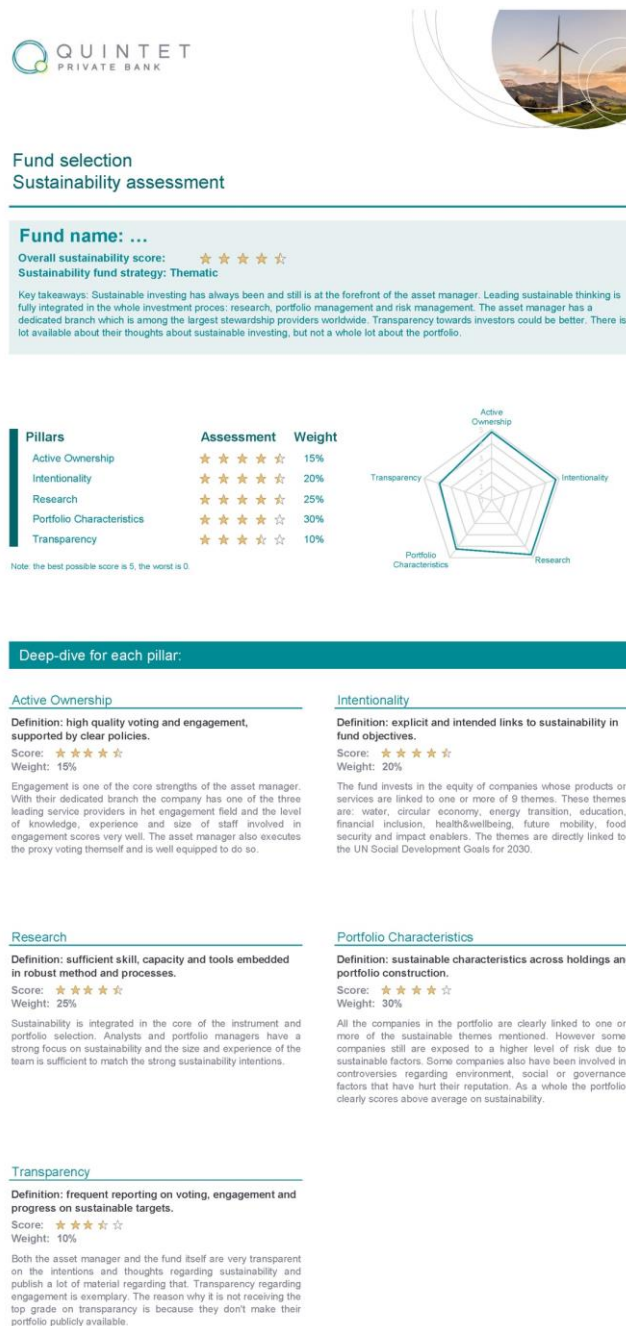 QUINTET
PRIVATE BANK
Fund selection
Sustainability assessment
Fund name: ...
Overall sustainability score:
Sustainability fund strategy: Thematic
Key takeaways: Sustainable investing has always been and still is at the forefront of the asset manager. Leading sustainable thinking is
fully integrated in the whole investment proces: research, portfolio management and risk management. The asset manager has a
dedicated branch which is among the largest stewardship providers worldwide. Transparency towards investors could be better. There is
lot available about their thoughts about sustainable investing, but not a whole lot about the portfolio.
Pillars Assessment Weight
Active Ownership 15%
Intentionality 20%
Research 25%
Portfolio Characteristics 30%
Transparency 10%
Note: the best possible score is 5, the worst is 0.
Active
Ownership
Transparency
Intentionality
Portfolio
Characteristics
Research
Deep-dive for each pillar:
Active Ownership
Definition: high quality voting and engagement,
supported by clear policies.
Score:
Weight: 15%
Engagement is one of the core strengths of the asset manager.
With their dedicated branch the company has one of the three
leading service providers in het engagement field and the level
of knowledge, experience and size of staff involved in
engagement scores very well. The asset manager also executes
the proxy voting themself and is well equipped to do so.
Intentionality
Definition: explicit and intended links to sustainability in
fund objectives.
Score:
Weight: 20%
The fund invests in the equity of companies whose products or
services are linked to one or more of 9 themes. These themes
are: water, circular economy, energy transition, education,
financial inclusion, health&wellbeing, future mobility, food
security and impact enablers. The themes are directly linked to
the UN Social Development Goals for 2030.
Research
Definition: sufficient skill, capacity and tools embedded
in robust method and processes.
Score:
Weight: 25%
Sustainability is integrated in the core of the instrument and
portfolio selection. Analysts and portfolio managers have a
strong focus on sustainability and the size and experience of the
team is sufficient to match the strong sustainability intentions.
Portfolio Characteristics
Definition: sustainable characteristics across holdings an
portfolio construction.
Score:
Weight: 30%
All the companies in the portfolio are clearly linked to one or
more of the sustainable themes mentioned. However some
companies still are exposed to a higher level of risk due to
sustainable factors. Some companies also have been involved in
controversies regarding environment, social or governance
factors that have hurt their reputation. As a whole the portfolio
clearly scores above average on sustainability.
Transparency
Definition: frequent reporting on voting, engagement and
progress on sustainable targets.
Score:
Weight: 10%
Both the asset manager and the fund itself are very transparent
on the intentions and thoughts regarding sustainability and
publish a lot of material regarding that. Transparency regarding
engagement is exemplary. The reason why it is not receiving the
top grade on transparancy is because they don't make their
portfolio publicly available.